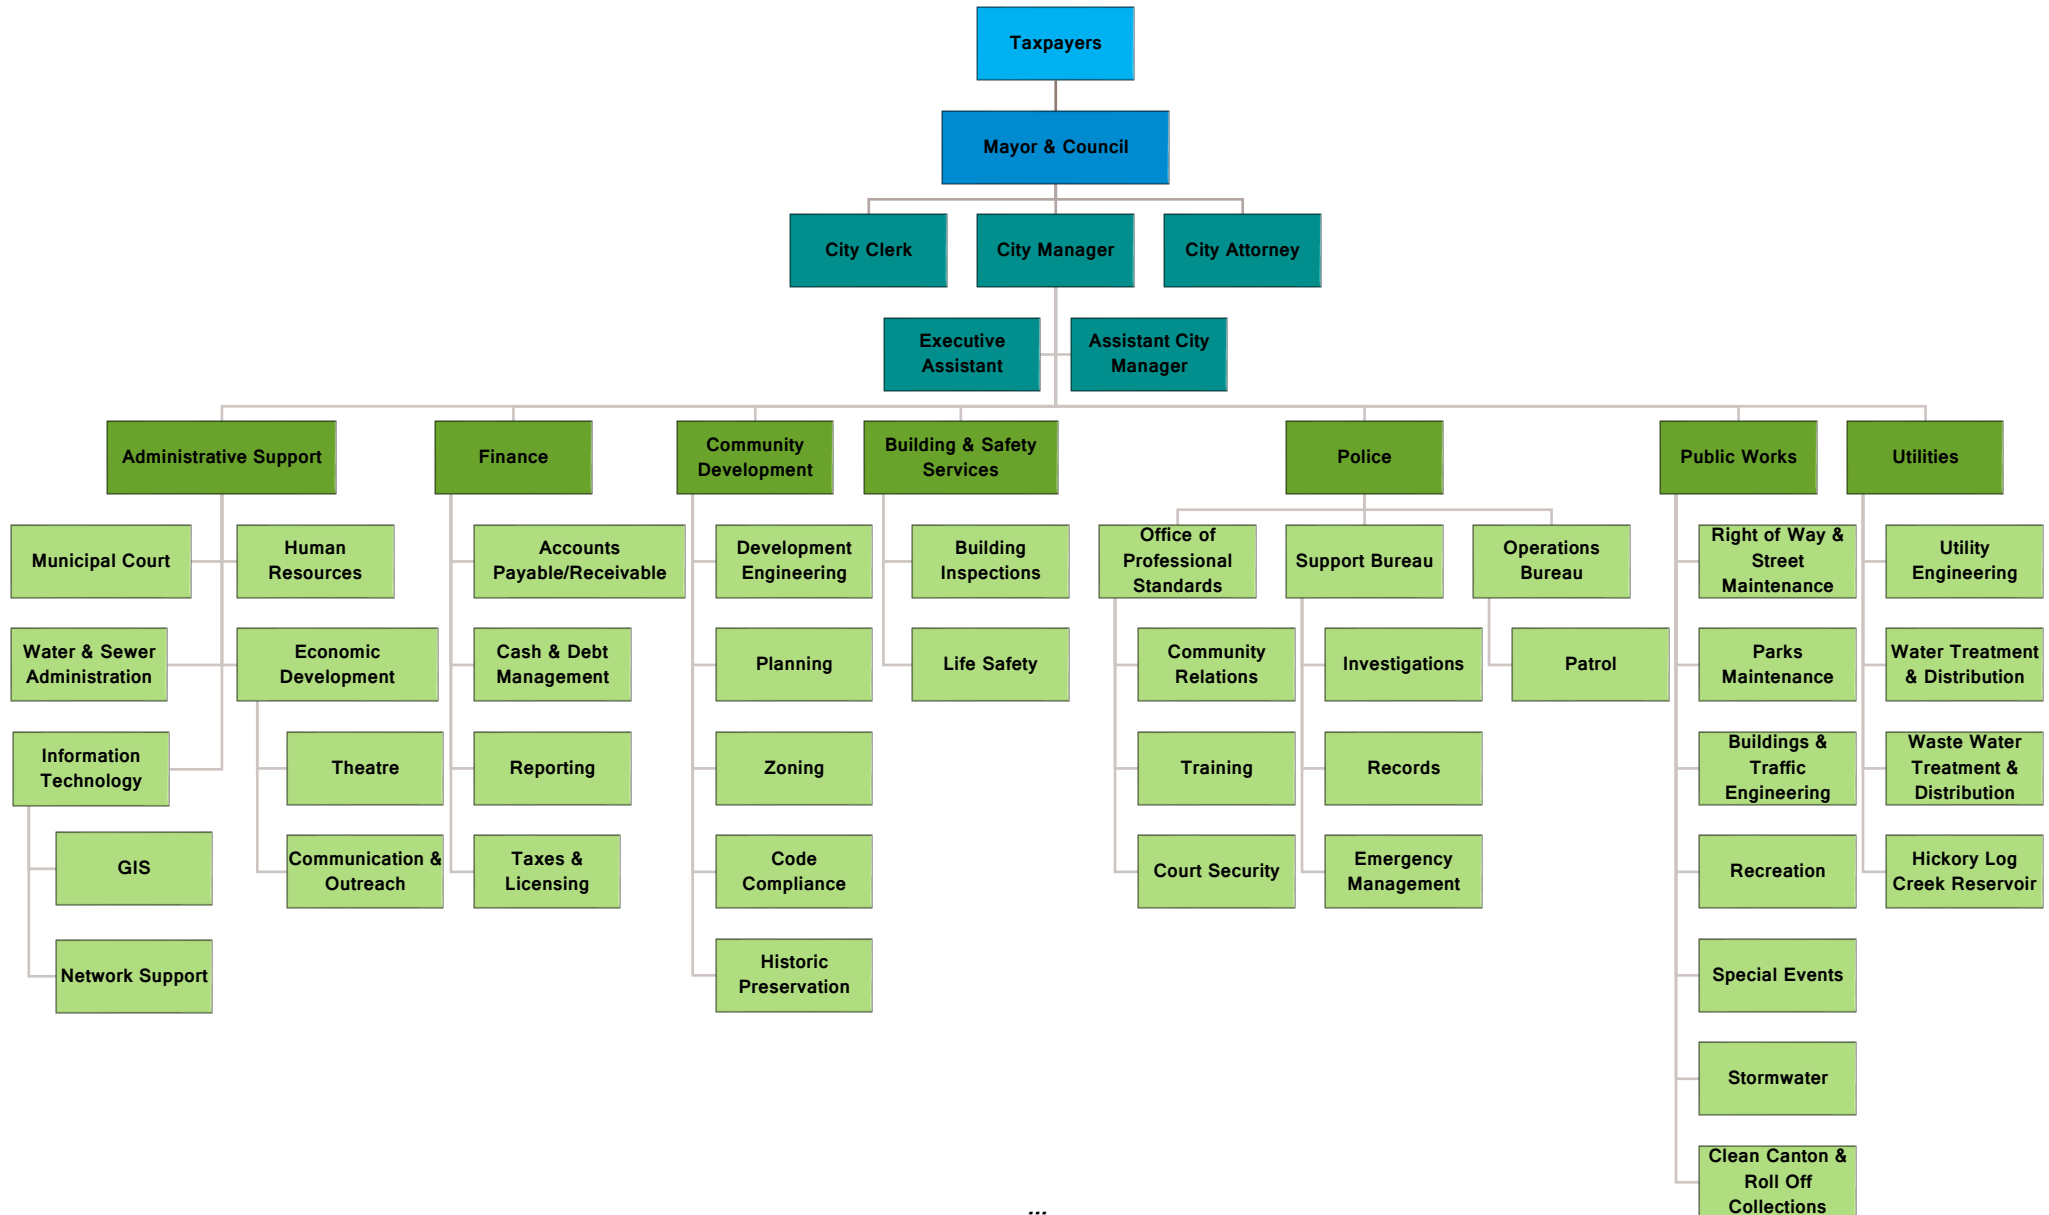 Taxpayers
Mayor & Council
City Clerk
City Manager
City Attorney
Executive
Assistant
Assistant City
Manager
Administrative Support
Finance
Community
Development
Building & Safety
Services
Police
Public Works
Utilities
Municipal Court
Human
Resources
Water & Sewer
Administration
Economic
Development
Information
Technology
Theatre
Communication &
Outreach
GIS
Network Support
Accounts
Payable/Receivable
Cash & Debt
Management
Reporting
Taxes &
Licensing
Development
Engineering
Planning
Zoning
Code
Compliance
Historic
Preservation
Building
Inspections
Life Safety
Office of
Professional
Standards
Community
Relations
Training
Court Security
Support Bureau
Investigations
Records
Emergency
Management
Operations
Bureau
Patrol
Right of Way &
Street
Maintenance
Parks
Maintenance
Buildings &
Traffic
Engineering
Recreation
Special Events
Stormwater
Clean Canton &
Roll Off
Collections
Utility
Engineering
Water Treatment
& Distribution
Waste Water
Treatment &
Distribution
Hickory Log
Creek Reservoir
...